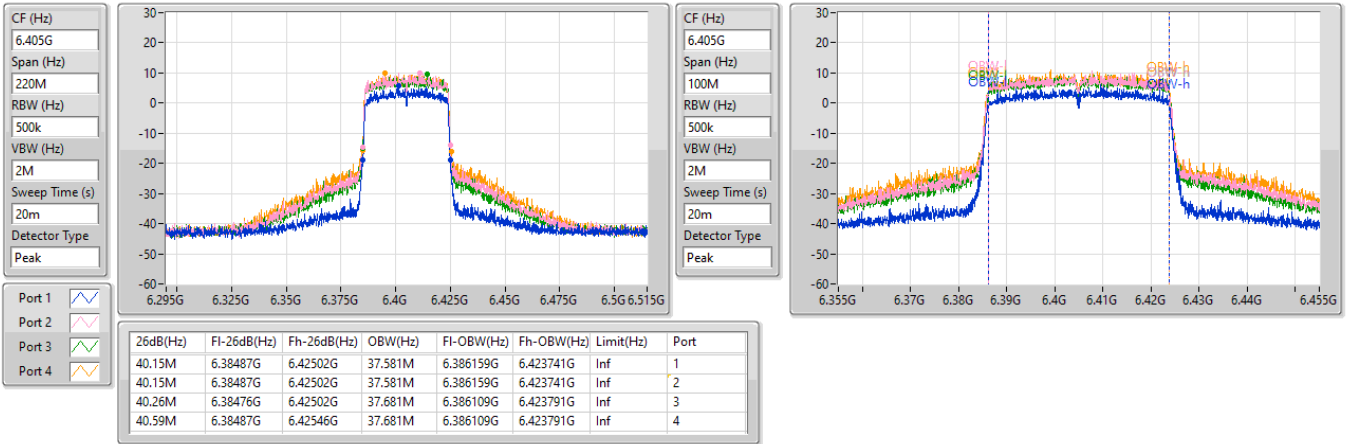 CF (Hz)
6.405G
Span (Hz)
220M
RBW (Hz)
500k
VBW (Hz)
2M
Sweep Time (s)
20m
Detector Type
Peak
Port 1
Port 2
Port 3
Port 4
30-
20-
10-
0-
-10-
-20-
-30-
-40-
-50-
-60-
6.295G 6.325G 6.35G 6.375G 6.4G 6.425G 6.45G 6.475G 6.5G 6.515G
CF (Hz)
6.405G
Span (Hz)
100M
RBW (Hz)
500k
VBW (Hz)
2M
Sweep Time (s)
20m
Detector Type
Peak
30-
20-
10-
0-
-10-
-20-
-30-
-40-
-50-
-60-
OBW-h
OBW-h
OBW-h
6.355G 6.37G 6.38G 6.39G 6.4G 6.41G 6.42G 6.43G 6.44G 6.455G
26dB(Hz) Fl-26dB(Hz) Fh-26dB(Hz) OBW(Hz) Fl-OBW(Hz) Fh-OBW(Hz) Limit(Hz) Port
40.15M 6.38487G 6.42502G 37.581M 6.386159G 6.423741G Inf 1
40.15M 6.38487G 6.42502G 37.581M 6.386159G 6.423741G Inf 2
40.26M 6.38476G 6.42502G 37.681M 6.386109G 6.423791G Inf 3
40.59M 6.38487G 6.42546G 37.681M 6.386109G 6.423791G Inf 4